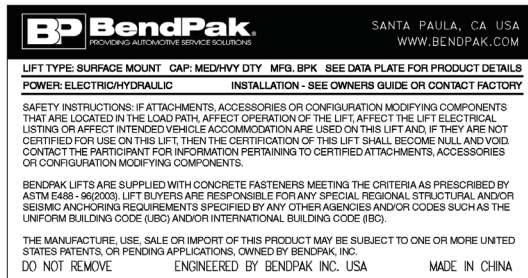 BP BendPak® SANTA PAULA, CA USA
PROVIDING AUTOMOTIVE SERVICE SOLUTIONS WWW.BENDPAK.COM
LIFT TYPE: SURFACE MOUNT CAP: MED/HVY DTY MFG. BPK SEE DATA PLATE FOR PRODUCT DETAILS
POWER: ELECTRIC/HYDRAULIC INSTALLATION - SEE OWNERS GUIDE OR CONTACT FACTORY
SAFETY INSTRUCTIONS: IF ATTACHMENTS, ACCESSORIES OR CONFIGURATION MODIFYING COMPONENTS
THAT ARE LOCATED IN THE LOAD PATH, AFFECT OPERATION OF THE LIFT, AFFECT THE LIFT ELECTRICAL
LISTING OR AFFECT INTENDED VEHICLE ACCOMMODATION ARE USED ON THIS LIFT AND, IF THEY ARE NOT
CERTIFIED FOR USE ON THIS LIFT, THEN THE CERTIFICATION OF THIS LIFT SHALL BECOME NULL AND VOID.
CONTACT THE PARTICIPANT FOR INFORMATION PERTAINING TO CERTIFIED ATTACHMENTS, ACCESSORIES
OR CONFIGURATION MODIFYING COMPONENTS.
BENDPAK LIFTS ARE SUPPLIED WITH CONCRETE FASTENERS MEETING THE CRITERIA AS PRESCRIBED BY
ASTM E488 - 96(2003). LIFT BUYERS ARE RESPONSIBLE FOR ANY SPECIAL REGIONAL STRUCTURAL AND/OR
SEISMIC ANCHORING REQUIREMENTS SPECIFIED BY ANY OTHER AGENCIES AND/OR CODES SUCH AS THE
UNIFORM BUILDING CODE (UBC) AND/OR INTERNATIONAL BUILDING CODE (IBC).
THE MANUFACTURE, USE, SALE OR IMPORT OF THIS PRODUCT MAY BE SUBJECT TO ONE OR MORE UNITED
STATES PATENTS, OR PENDING APPLICATIONS, OWNED BY BENDPAK, INC.
DO NOT REMOVE ENGINEERED BY BENDPAK INC. USA MADE IN CHINA